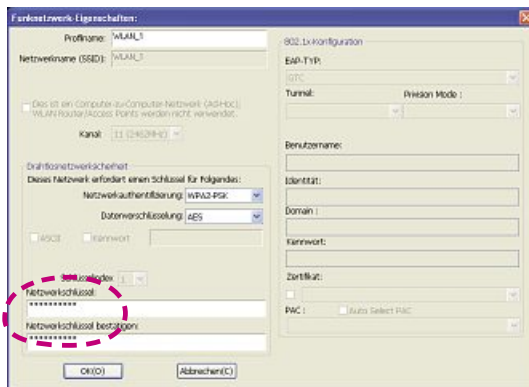 Funknetzwerk-Eigenschaften:
Profilname: WLAN_1
Netzwerkname (SSID): WLAN_1
Dies ist ein Computer-zu-Computer-Netzwerk (Ad-Hoc);
WLAN Router/Access Points werden nicht verwendet.
Kanal: 11 (2462MHz)
Drahtlosnetzwerksicherheit
Dieses Netzwerk erfordert einen Schlüssel für Folgendes:
Netzwerkauthentifizierung: WPA2-PSK
Datenverschlüsselung: AES
ASCII Kennwort
Schlüsselindex 1
Netzwerkschlüssel:
**********
Netzwerkschlüssel bestätigen:
**********
OK(O) Abbrechen(C)
802.1x-Konfiguration
EAP-TYP:
GTC
Tunnel: Privision Mode :
Benutzername:
Identität:
Domain :
Kennwort:
Zertifikat:
PAC : Auto Select PAC